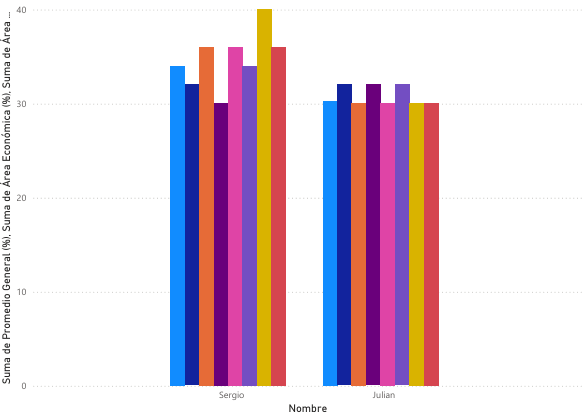 Suma de Promedio General (%), Suma de Área Económica (%), Suma de Área ...
40
30
20
10
0
Sergio
Julian
Nombre